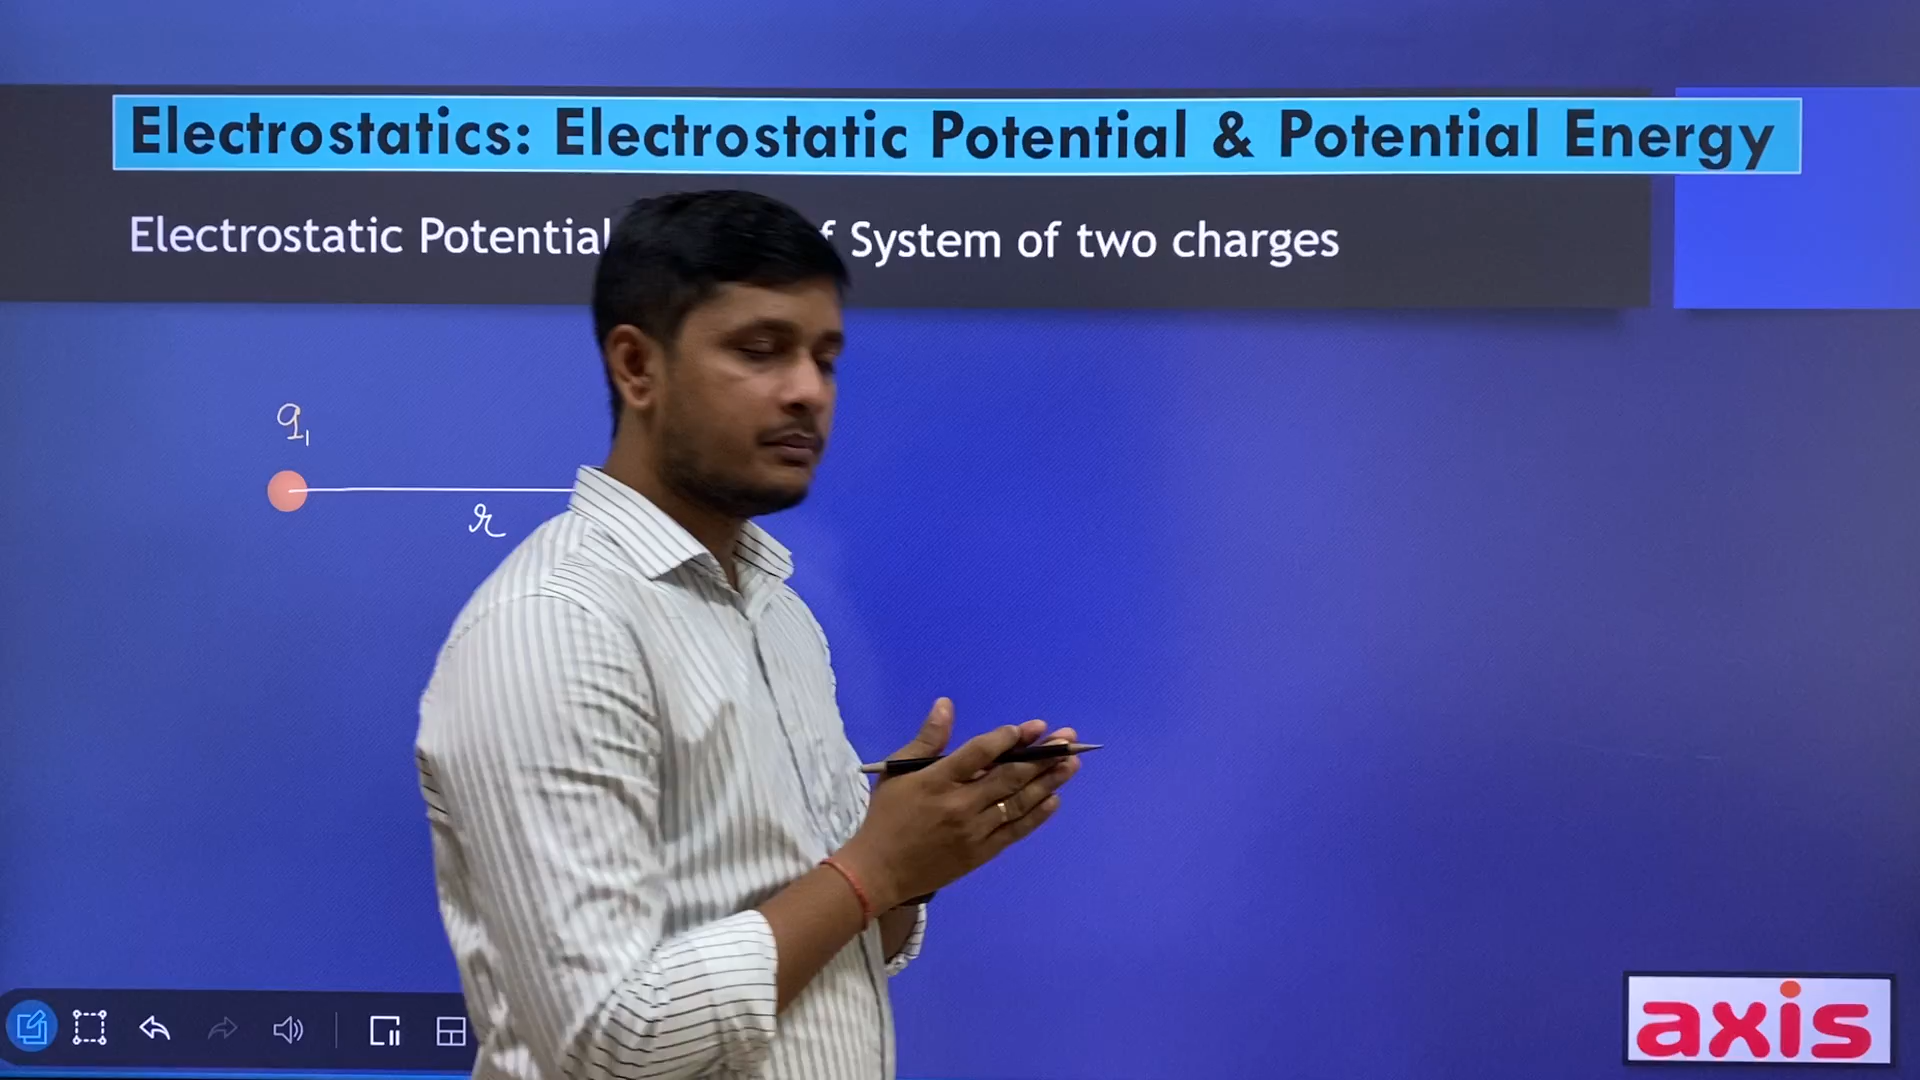 Electrostatics: Electrostatic Potential & Potential Energy
Electrostatic Potential f System of two charges
q₁
r
axis